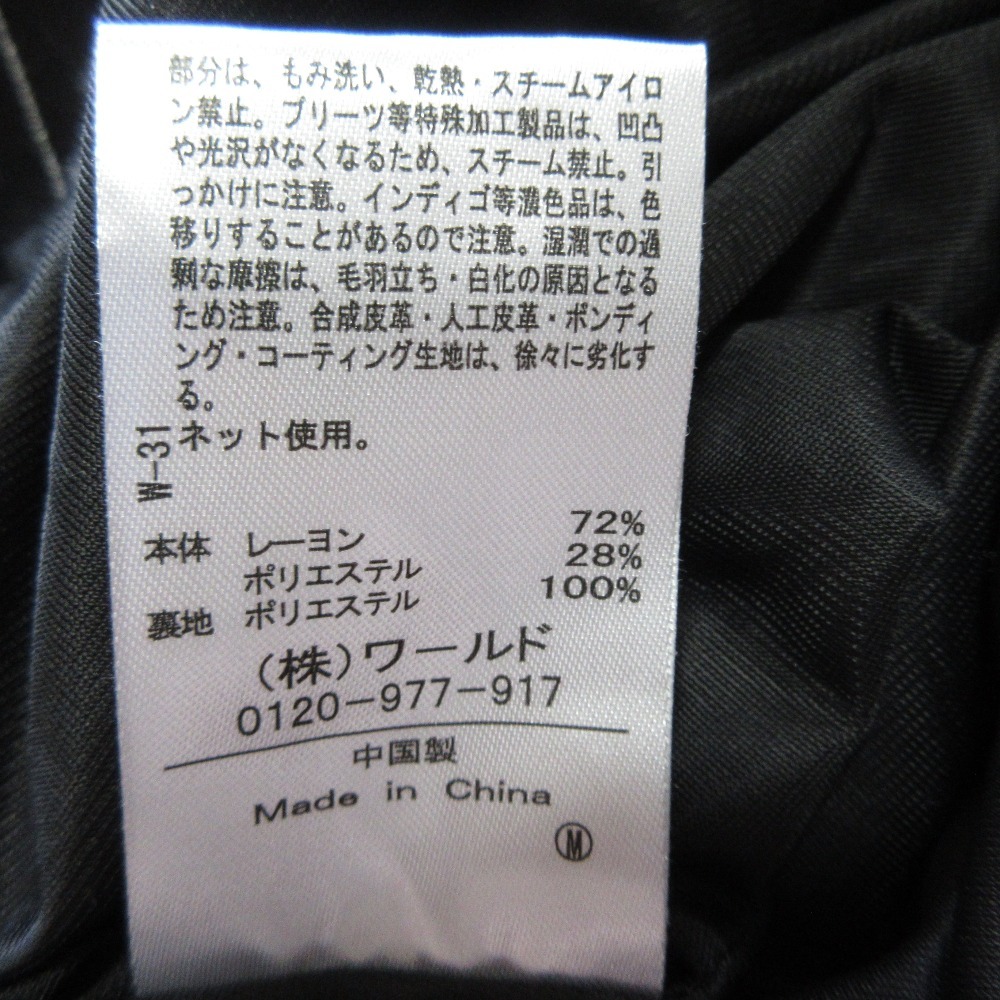 部分は、もみ洗い、乾熱・スチームアイロ
ン禁止。プリーツ等特殊加工製品は、凹凸
や光沢がなくなるため、スチーム禁止。引
っかけに注意。インディゴ等濃色品は、色
移りすることがあるので注意。湿潤での過
剰な摩擦は、毛羽立ち・白化の原因となる
ため注意。合成皮革・人工皮革・ボンディ
ング・コーティング生地は、徐々に劣化す
る。
ネット使用。
W-31
本体 レーヨン 72%
ポリエステル 28%
裏地 ポリエステル 100%
(株)ワールド
0120-977-917
中国製
Made in China
M